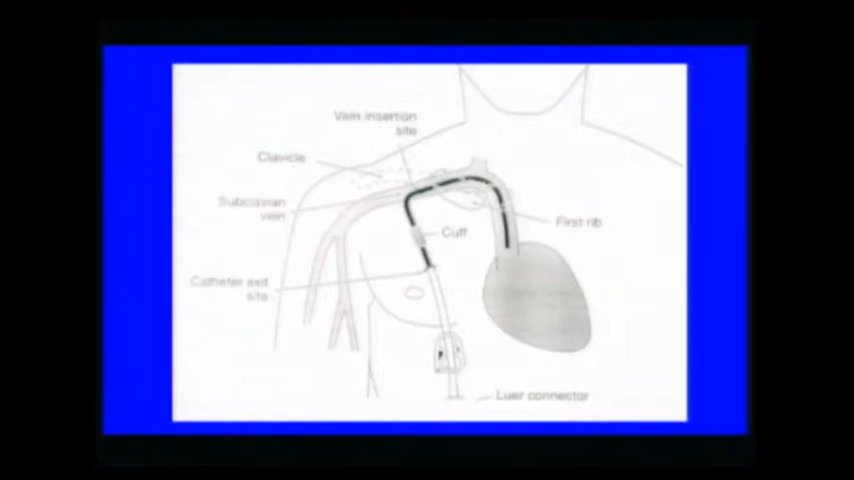 Vein insertion
site
Clavicle
Subclavian
vein
First rib
Cuff
Catheter exit
site
Luer connector